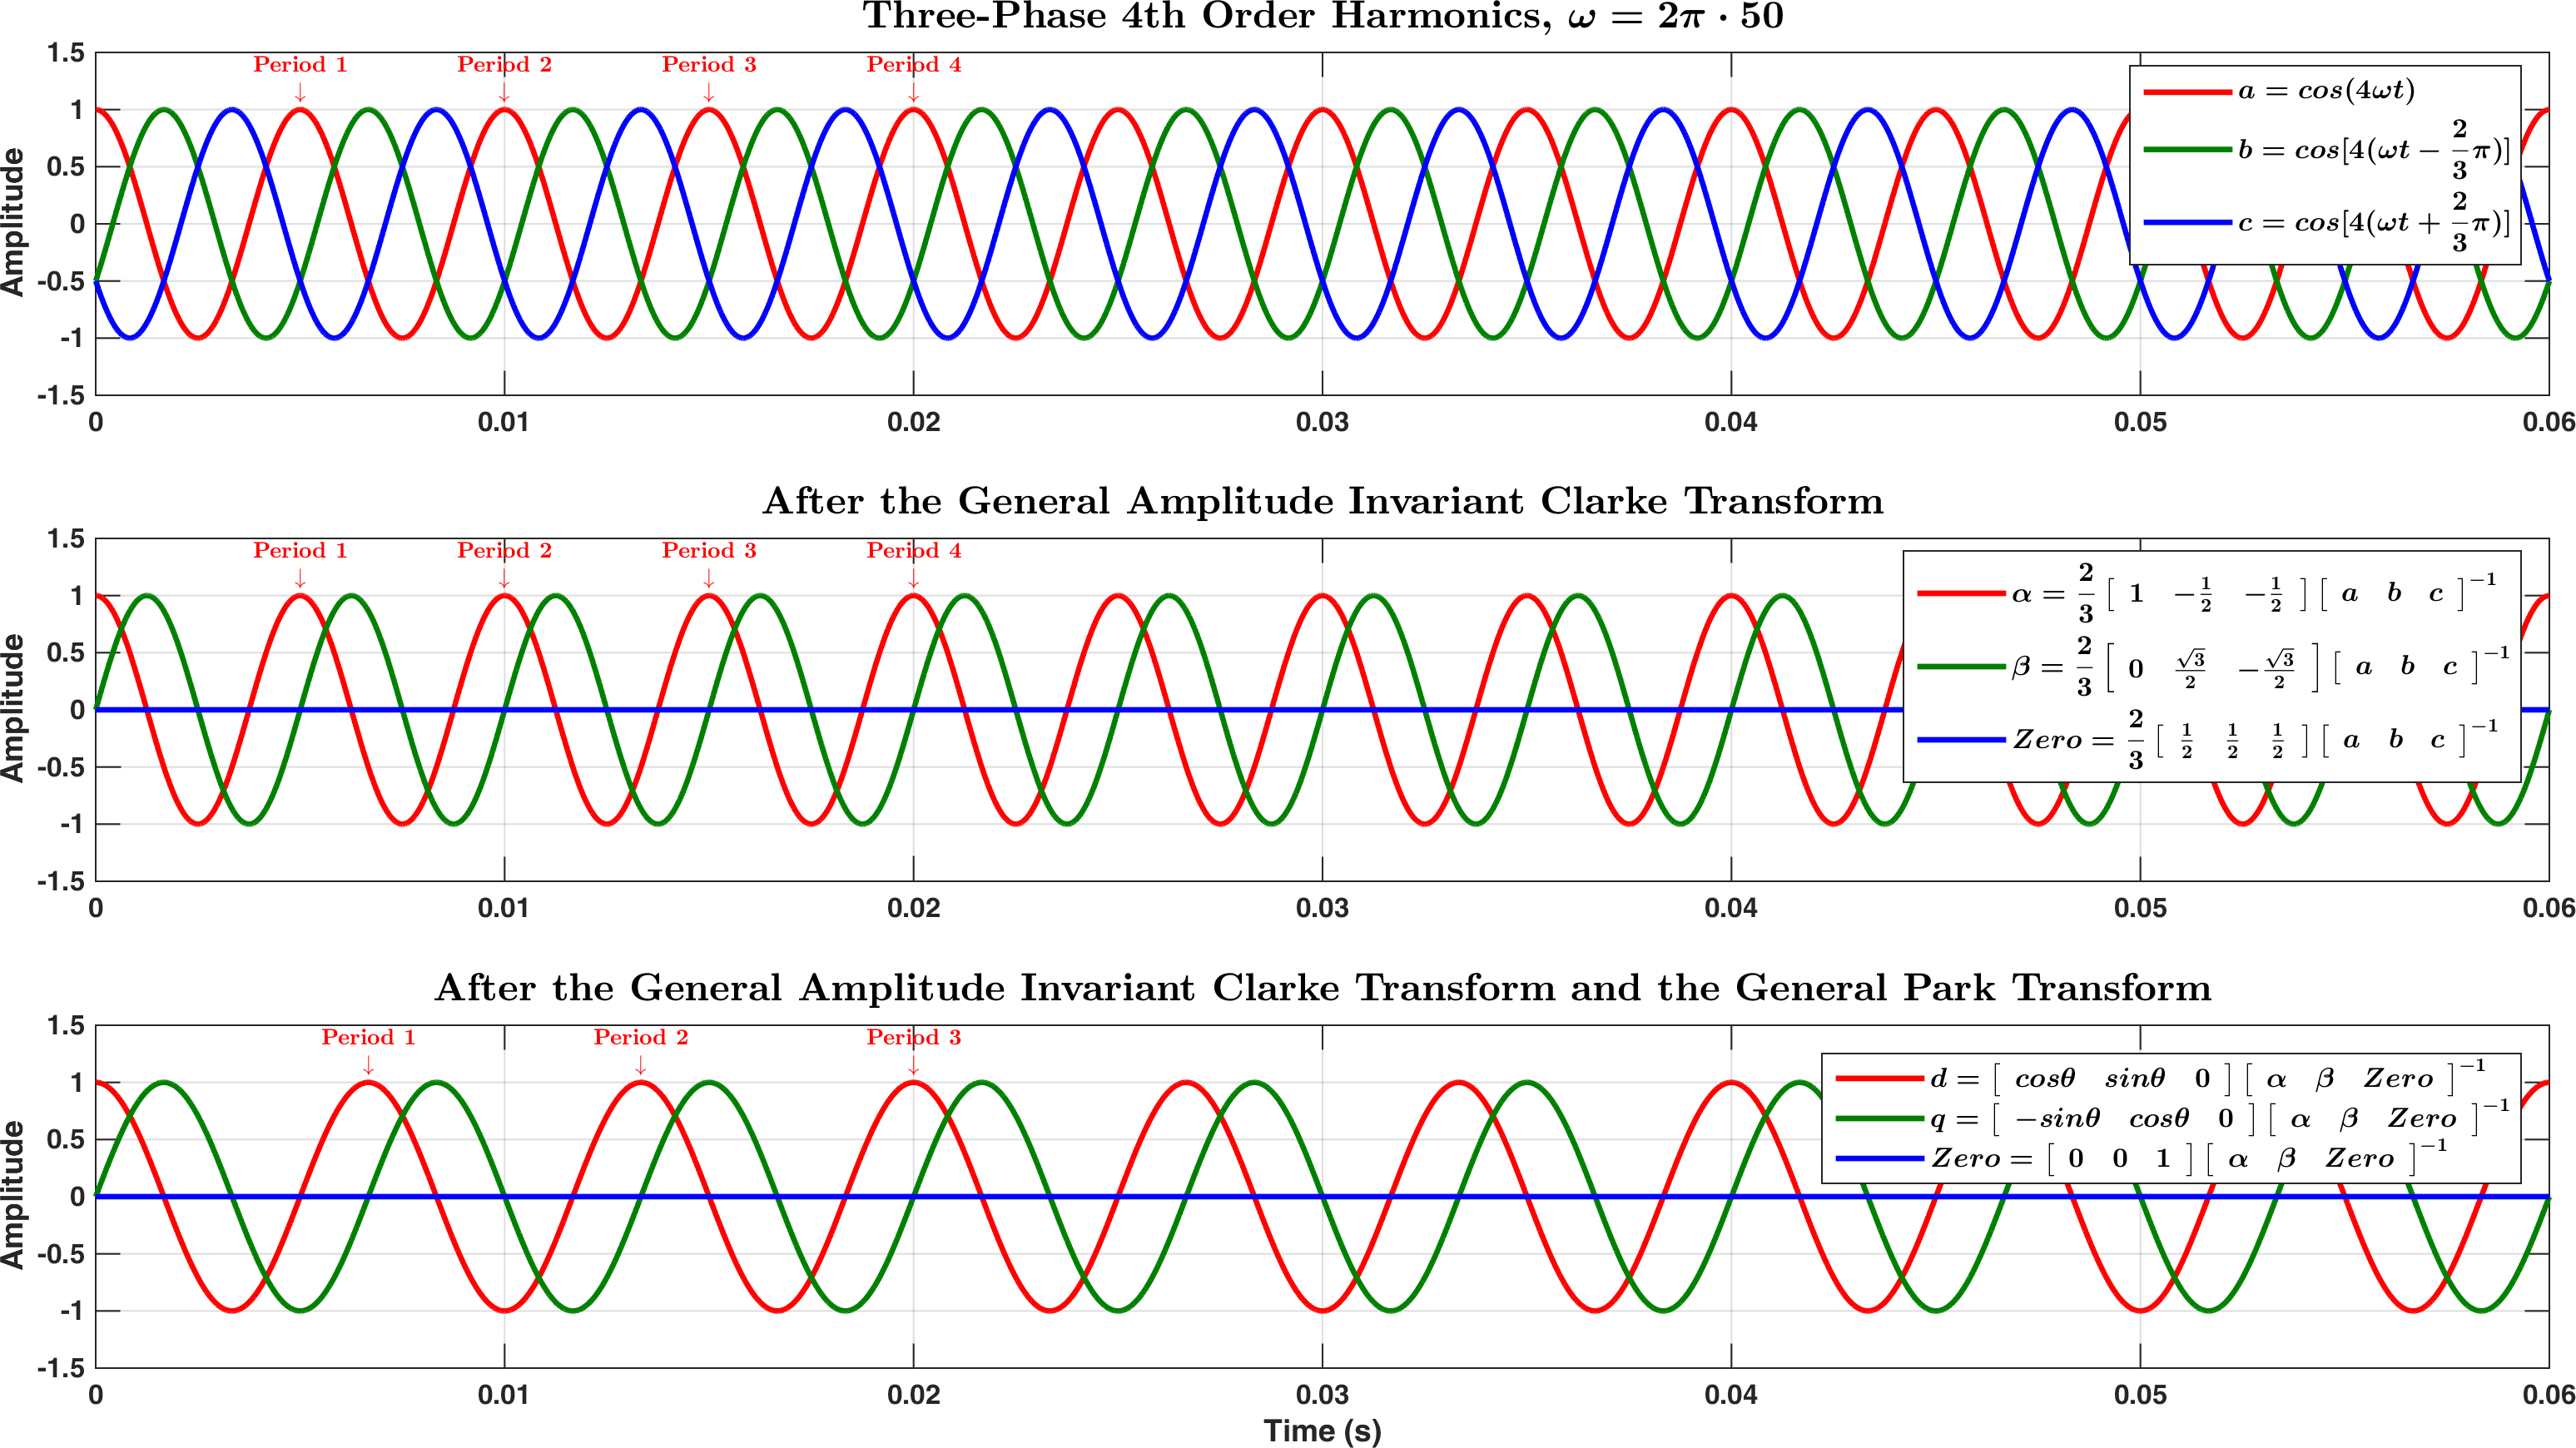 Three-Phase 4th Order Harmonics, ω = 2π · 50
Period 1 Period 2 Period 3 Period 4
↓ ↓ ↓ ↓
Amplitude
1.5
1
0.5
0
-0.5
-1
-1.5
a = cos(4ωt)
b = cos[4(ωt − 2/3 π)]
c = cos[4(ωt + 2/3 π)]
0 0.01 0.02 0.03 0.04 0.05 0.06
After the General Amplitude Invariant Clarke Transform
Period 1 Period 2 Period 3 Period 4
↓ ↓ ↓ ↓
Amplitude
1.5
1
0.5
0
-0.5
-1
-1.5
α = 2/3 [ 1 −1/2 −1/2 ] [ a b c ]⁻¹
β = 2/3 [ 0 √3/2 −√3/2 ] [ a b c ]⁻¹
Zero = 2/3 [ 1/2 1/2 1/2 ] [ a b c ]⁻¹
0 0.01 0.02 0.03 0.04 0.05 0.06
After the General Amplitude Invariant Clarke Transform and the General Park Transform
Period 1 Period 2 Period 3
↓ ↓ ↓
Amplitude
1.5
1
0.5
0
-0.5
-1
-1.5
d = [ cosθ sinθ 0 ] [ α β Zero ]⁻¹
q = [ −sinθ cosθ 0 ] [ α β Zero ]⁻¹
Zero = [ 0 0 1 ] [ α β Zero ]⁻¹
0 0.01 0.02 0.03 0.04 0.05 0.06
Time (s)